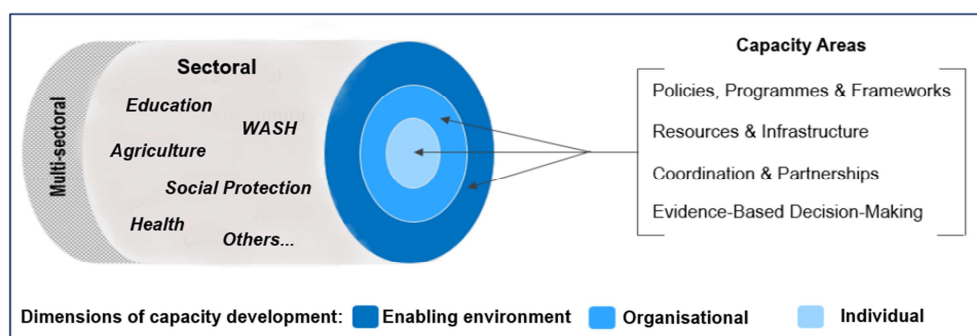 Capacity Areas
Multi-sectoral
Sectoral
Education
WASH
Agriculture
Social Protection
Health
Others...
Policies, Programmes & Frameworks
Resources & Infrastructure
Coordination & Partnerships
Evidence-Based Decision-Making
Dimensions of capacity development: Enabling environment Organisational Individual